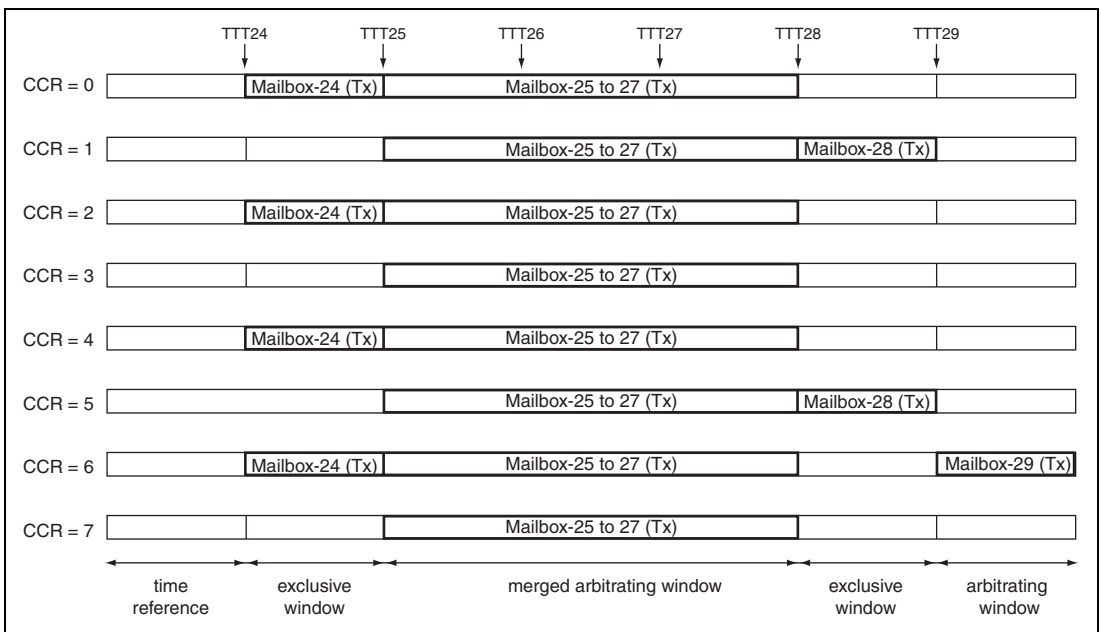 TTT24 TTT25 TTT26 TTT27 TTT28 TTT29
CCR = 0 Mailbox-24 (Tx) Mailbox-25 to 27 (Tx)
CCR = 1 Mailbox-25 to 27 (Tx) Mailbox-28 (Tx)
CCR = 2 Mailbox-24 (Tx) Mailbox-25 to 27 (Tx)
CCR = 3 Mailbox-25 to 27 (Tx)
CCR = 4 Mailbox-24 (Tx) Mailbox-25 to 27 (Tx)
CCR = 5 Mailbox-25 to 27 (Tx) Mailbox-28 (Tx)
CCR = 6 Mailbox-24 (Tx) Mailbox-25 to 27 (Tx) Mailbox-29 (Tx)
CCR = 7 Mailbox-25 to 27 (Tx)
time
reference
exclusive
window
merged arbitrating window
exclusive
window
arbitrating
window